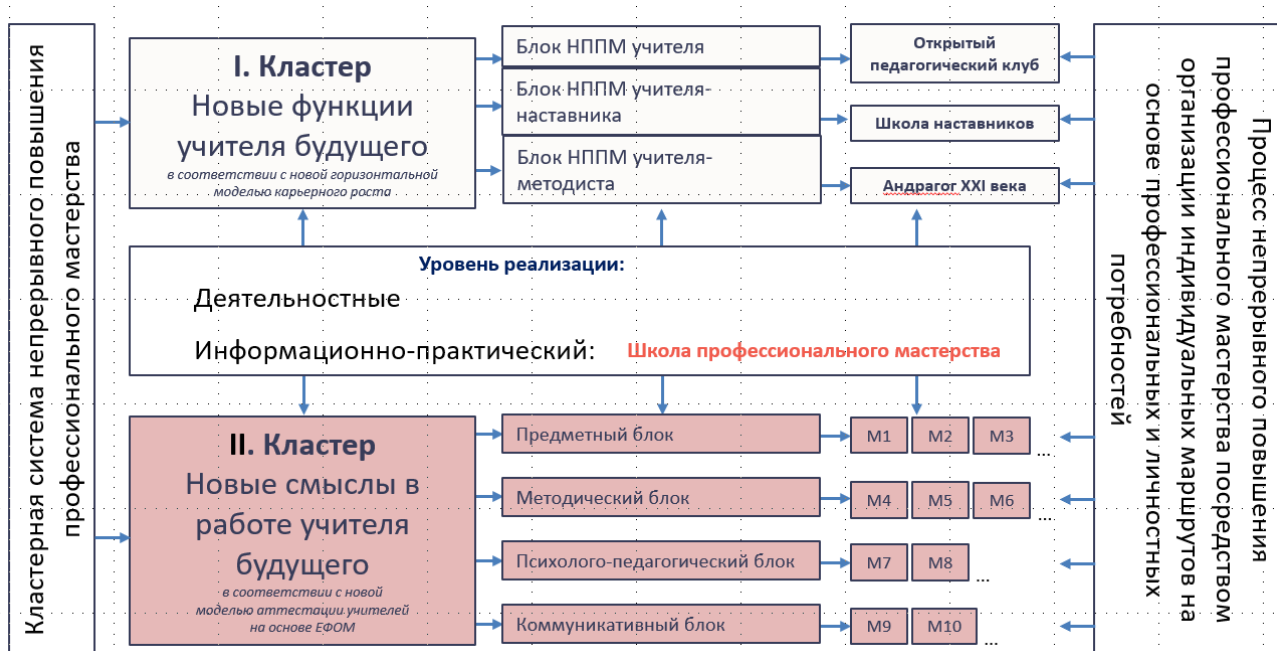 Кластерная система непрерывного повышения
профессионального мастерства
I. Кластер
Новые функции
учителя будущего
в соответствии с новой горизонтальной
моделью карьерного роста
Блок НППМ учителя
Блок НППМ учителя-
наставника
Блок НППМ учителя-
методиста
Открытый
педагогический клуб
Школа наставников
Андрагог XXI века
Уровень реализации:
Деятельностные
Информационно-практический: Школа профессионального мастерства
II. Кластер
Новые смыслы в
работе учителя
будущего
в соответствии с новой
моделью аттестации учителей
на основе ЕФОМ
Предметный блок
М1 М2 М3 ...
Методический блок
М4 М5 М6 ...
Психолого-педагогический блок
М7 М8 ...
Коммуникативный блок
М9 М10 ...
Процесс непрерывного повышения
профессионального мастерства посредством
организации индивидуальных маршрутов на
основе профессиональных и личностных
потребностей